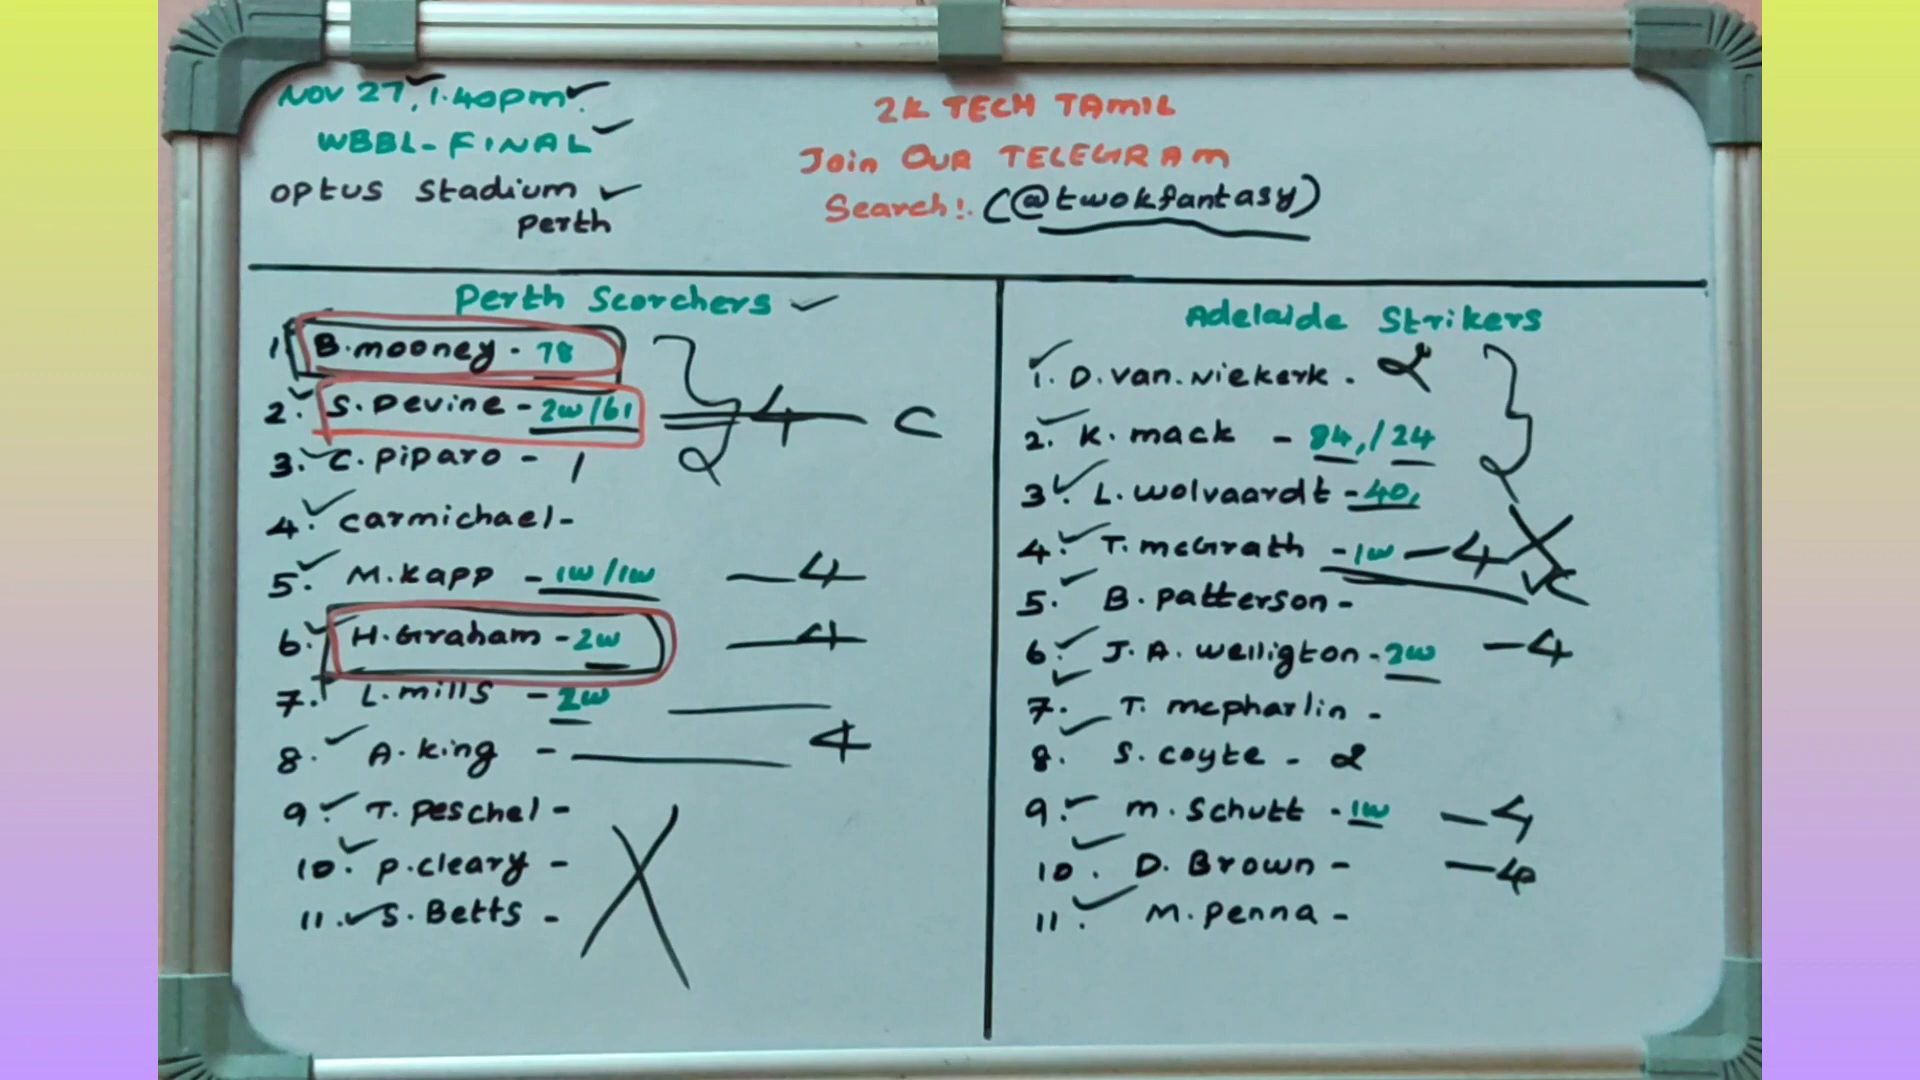 Nov 27, 1.40pm.
WBBL-FINAL
Optus Stadium
Perth
2K TECH TAMIL
Join OUR TELEGRAM
Search!. (@twokfantasy)
Perth Scorchers
1. B.mooney - 78
2. S. Devine - 2w/61 4 C
3. C. Piparo - 1 2
4. Carmichael -
5. M. Kapp - 1w/1w -4
6. H. Graham - 2w -4
7. L. mills - 2w
8. A. King - 4
9. T. Peschel -
10. P. Cleary -
11. S. Betts -
Adelaide Strikers
1. D. Van. Niekerk - 2
2. K. mack - 84,/24
3. L. wolvaardt - 40,
4. T. mcGrath - 1w -4 VC
5. B. Patterson -
6. J. A. welligton - 2w -4
7. T. mcpharlin -
8. S. coyte - 2
9. m. Schutt - 1w -4
10. D. Brown - -4
11. M. Penna -